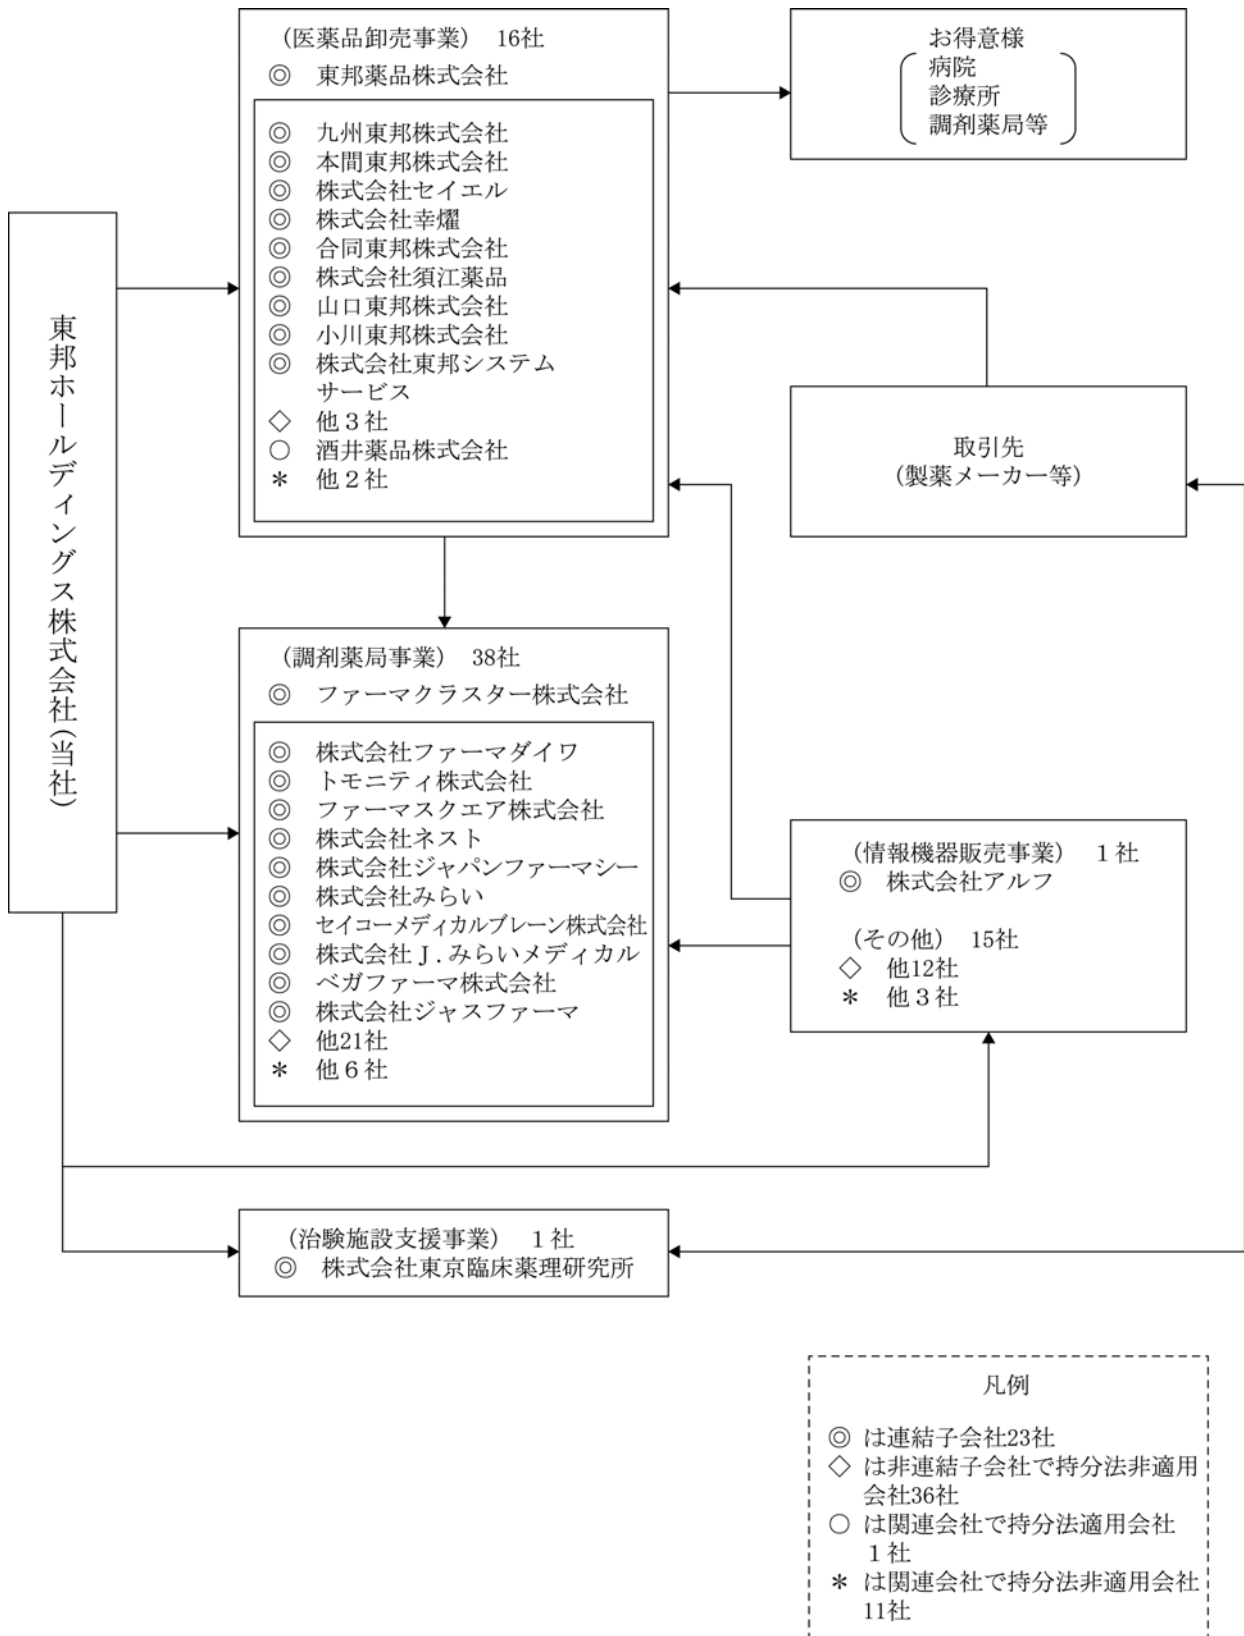 東邦ホールディングス株式会社(当社)
(医薬品卸売事業) 16社
◎ 東邦薬品株式会社
◎ 九州東邦株式会社
◎ 本間東邦株式会社
◎ 株式会社セイエル
◎ 株式会社幸燿
◎ 合同東邦株式会社
◎ 株式会社須江薬品
◎ 山口東邦株式会社
◎ 小川東邦株式会社
◎ 株式会社東邦システム
サービス
◇ 他3社
○ 酒井薬品株式会社
* 他2社
お得意様
病院
診療所
調剤薬局等
取引先
(製薬メーカー等)
(調剤薬局事業) 38社
◎ ファーマクラスター株式会社
◎ 株式会社ファーマダイワ
◎ トモニティ株式会社
◎ ファーマスクエア株式会社
◎ 株式会社ネスト
◎ 株式会社ジャパンファーマシー
◎ 株式会社みらい
◎ セイコーメディカルブレーン株式会社
◎ 株式会社J.みらいメディカル
◎ ベガファーマ株式会社
◎ 株式会社ジャスファーマ
◇ 他21社
* 他6社
(情報機器販売事業) 1社
◎ 株式会社アルフ
(その他) 15社
◇ 他12社
* 他3社
(治験施設支援事業) 1社
◎ 株式会社東京臨床薬理研究所
凡例
◎ は連結子会社23社
◇ は非連結子会社で持分法非適用
会社36社
○ は関連会社で持分法適用会社
1社
* は関連会社で持分法非適用会社
11社